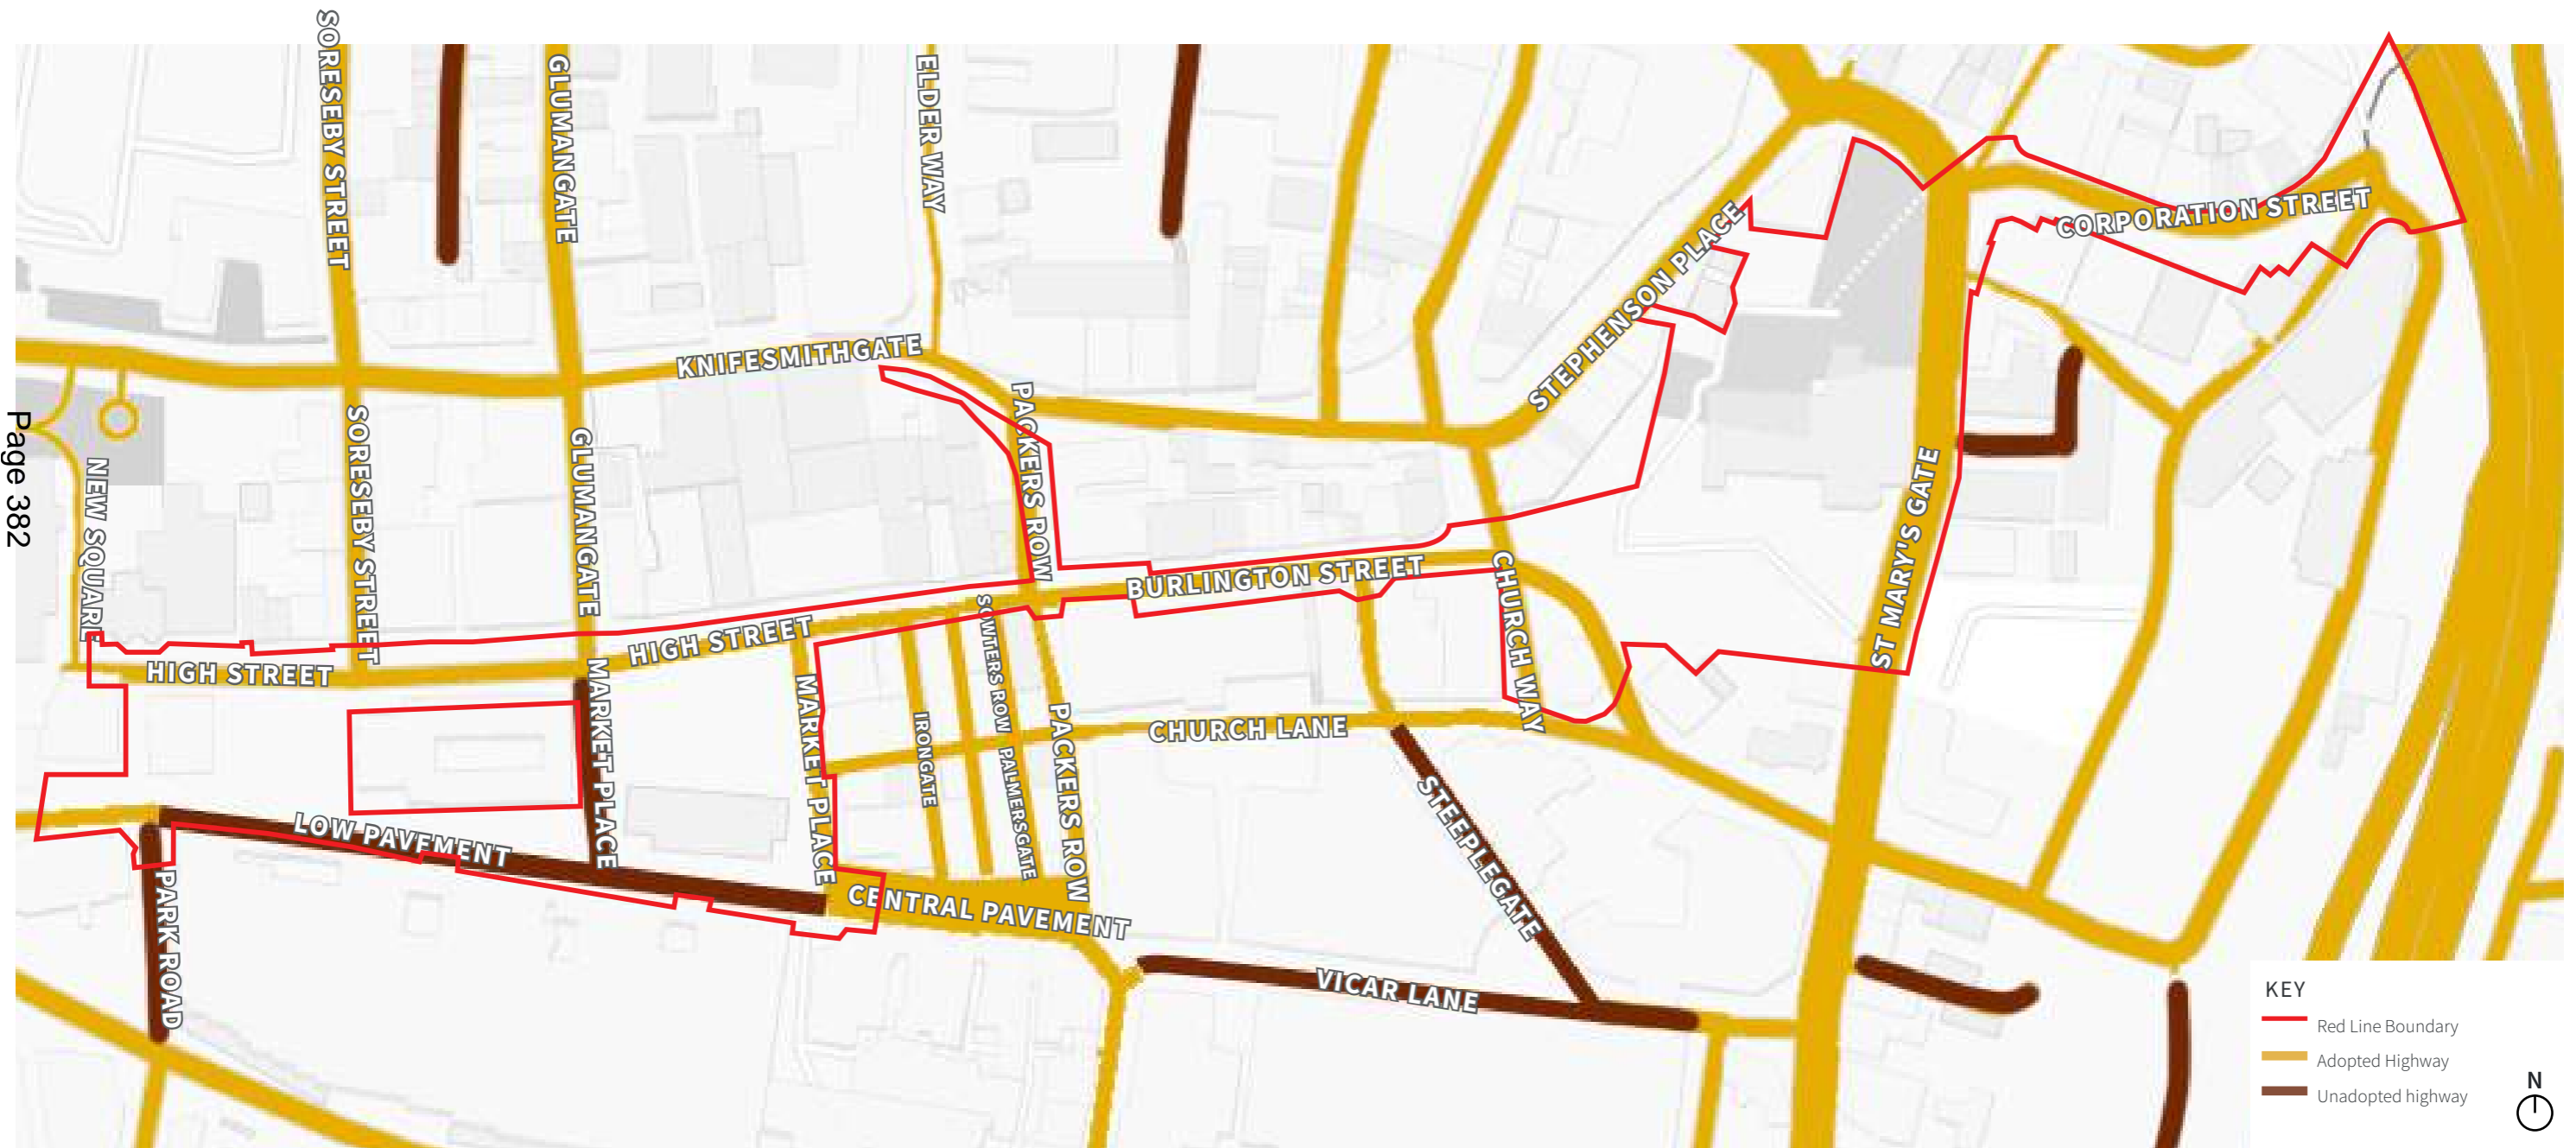 SORESEBY STREET
GLUMANGATE
ELDER WAY
STEPHENSON PLACE
CORPORATION STREET
KNIFESMITHGATE
PACKERS ROW
Page 382
NEW SQUARE
SORESEBY STREET
GLUMANGATE
ST MARY'S GATE
BURLINGTON STREET
CHURCH WAY
HIGH STREET
HIGH STREET
SOWTERS ROW
MARKET PLACE
MARKET PLACE
IRONGATE
PALMERSGATE
PACKERS ROW
CHURCH LANE
STEEPLEGATE
LOW PAVEMENT
PARK ROAD
CENTRAL PAVEMENT
VICAR LANE
KEY
Red Line Boundary
Adopted Highway
Unadopted highway
N